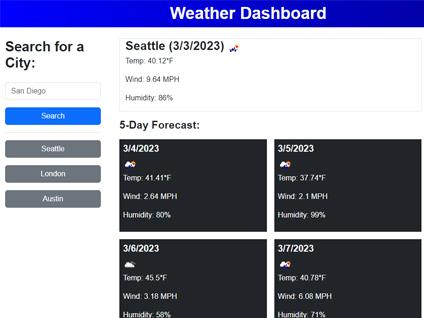 Weather Dashboard
Search for a
City:
San Diego
Search
Seattle
London
Austin
Seattle (3/3/2023)
Temp: 40.12°F
Wind: 9.64 MPH
Humidity: 86%
5-Day Forecast:
3/4/2023
Temp: 41.41°F
Wind: 2.64 MPH
Humidity: 80%
3/5/2023
Temp: 37.74°F
Wind: 2.1 MPH
Humidity: 99%
3/6/2023
Temp: 45.5°F
Wind: 3.18 MPH
Humidity: 58%
3/7/2023
Temp: 40.78°F
Wind: 6.08 MPH
Humidity: 71%